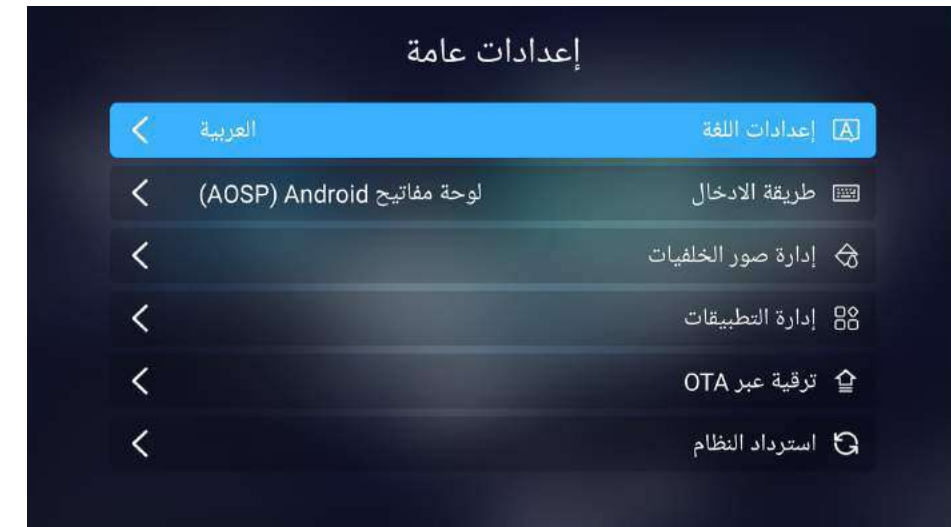 إعدادات عامة
إعدادات اللغة العربية
طريقة الادخال لوحة مفاتيح Android (AOSP)
إدارة صور الخلفيات
إدارة التطبيقات
ترقية عبر OTA
استرداد النظام